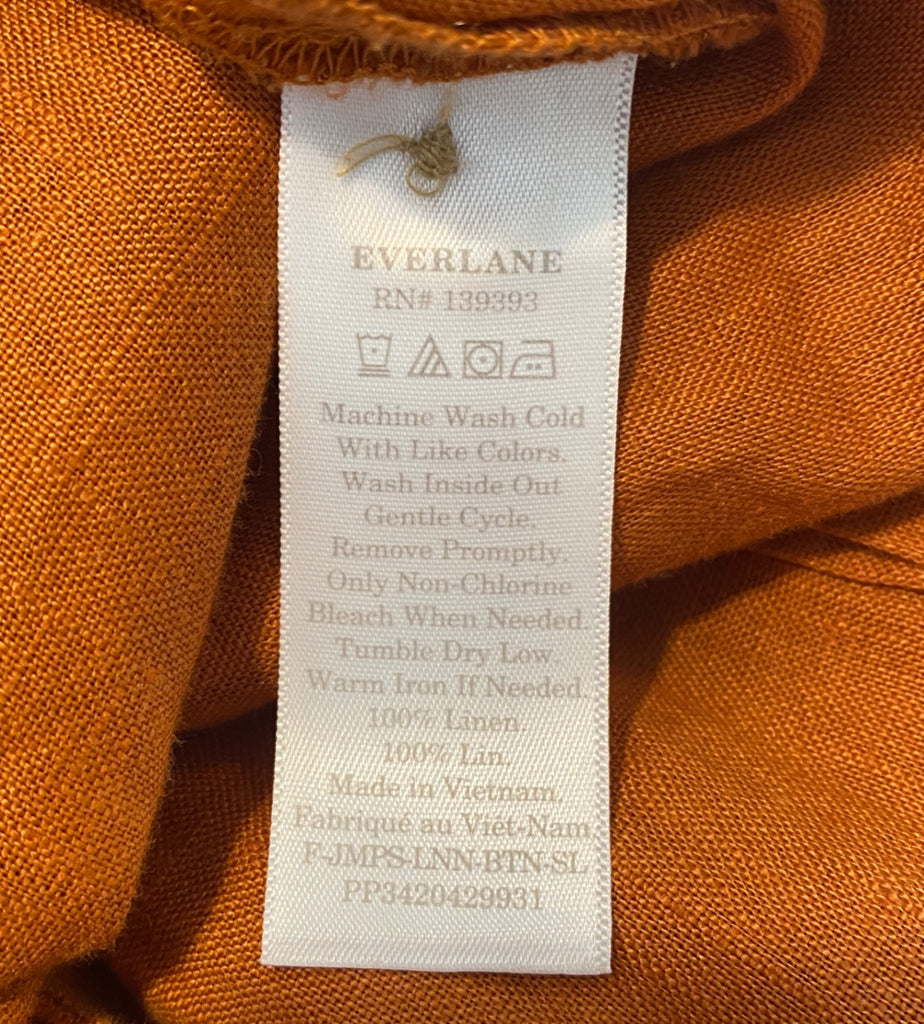 EVERLANE
RN# 139393
Machine Wash Cold
With Like Colors.
Wash Inside Out
Gentle Cycle.
Remove Promptly.
Only Non-Chlorine
Bleach When Needed.
Tumble Dry Low.
Warm Iron If Needed.
100% Linen.
100% Lin.
Made in Vietnam.
Fabriqué au Viêt-Nam
F-JMPS-LNN-BTN-SL
PP3420429931